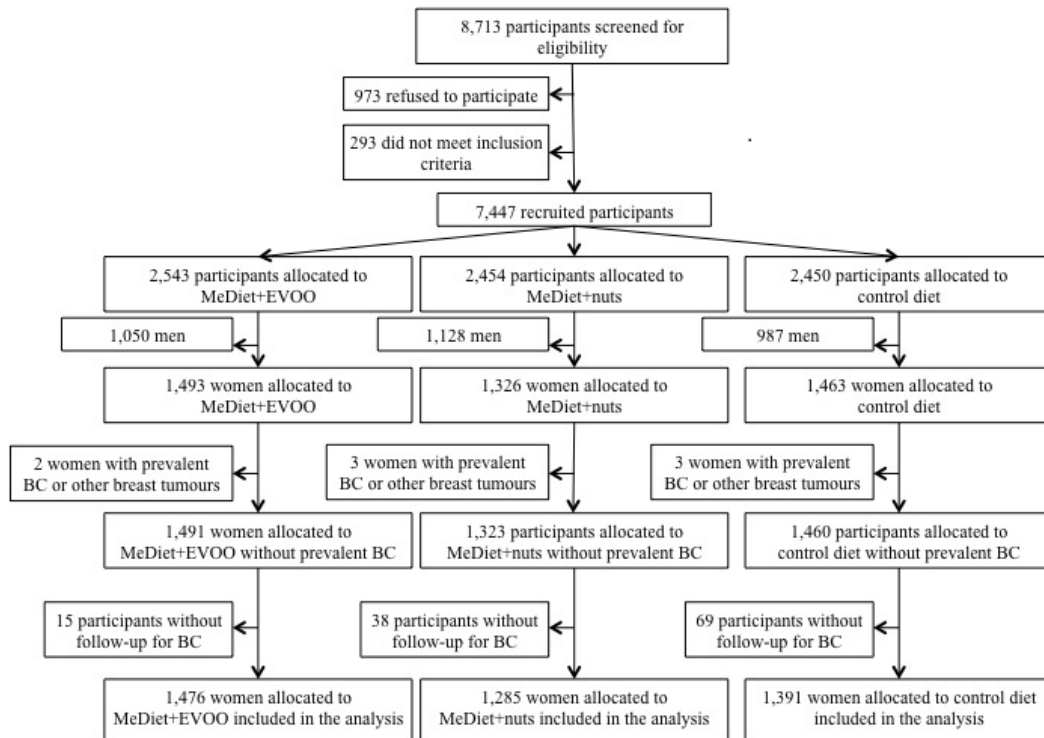 8,713 participants screened for
eligibility
973 refused to participate
293 did not meet inclusion
criteria
7,447 recruited participants
2,543 participants allocated to
MeDiet+EVOO
2,454 participants allocated to
MeDiet+nuts
2,450 participants allocated to
control diet
1,050 men
1,128 men
987 men
1,493 women allocated to
MeDiet+EVOO
1,326 women allocated to
MeDiet+nuts
1,463 women allocated to
control diet
2 women with prevalent
BC or other breast tumours
3 women with prevalent
BC or other breast tumours
3 women with prevalent
BC or other breast tumours
1,491 women allocated to
MeDiet+EVOO without prevalent BC
1,323 participants allocated to
MeDiet+nuts without prevalent BC
1,460 participants allocated to
control diet without prevalent BC
15 participants without
follow-up for BC
38 participants without
follow-up for BC
69 participants without
follow-up for BC
1,476 women allocated to
MeDiet+EVOO included in the analysis
1,285 women allocated to
MeDiet+nuts included in the analysis
1,391 women allocated to control diet
included in the analysis